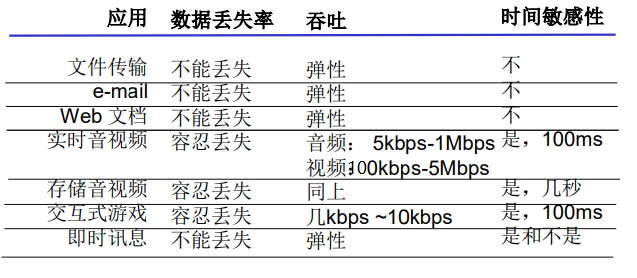 应用 数据丢失率 吞吐 时间敏感性
文件传输 不能丢失 弹性 不
e-mail 不能丢失 弹性 不
Web 文档 不能丢失 弹性 不
实时音视频 容忍丢失 音频： 5kbps-1Mbps 是，100ms
视频:100kbps-5Mbps
存储音视频 容忍丢失 同上 是，几秒
交互式游戏 容忍丢失 几kbps ~10kbps 是，100ms
即时讯息 不能丢失 弹性 是和不是